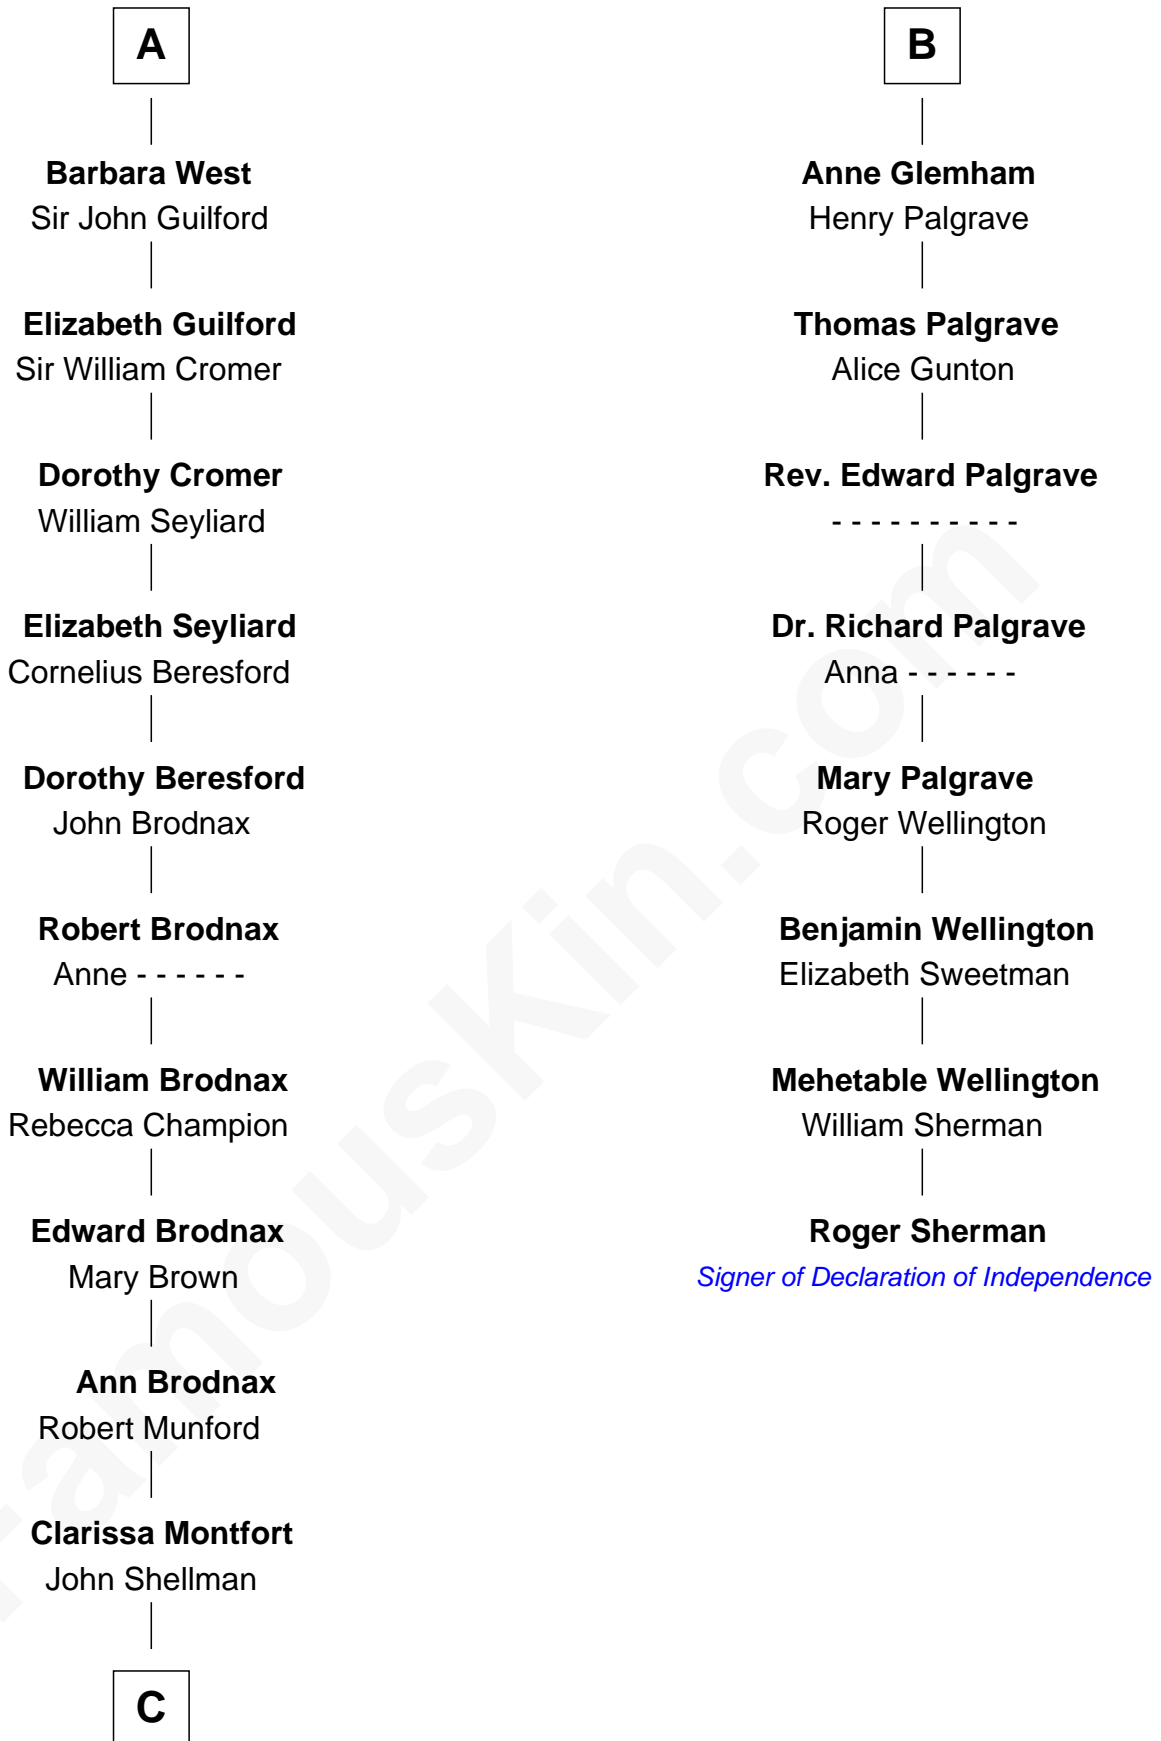 A
Barbara West
Sir John Guilford
Elizabeth Guilford
Sir William Cromer
Dorothy Cromer
William Seyliard
Elizabeth Seyliard
Cornelius Beresford
Dorothy Beresford
John Brodnax
Robert Brodnax
Anne - - - - - -
William Brodnax
Rebecca Champion
Edward Brodnax
Mary Brown
Ann Brodnax
Robert Munford
Clarissa Montfort
John Shellman
C
B
Anne Glemham
Henry Palgrave
Thomas Palgrave
Alice Gunton
Rev. Edward Palgrave
- - - - - - - - - -
Dr. Richard Palgrave
Anna - - - - - -
Mary Palgrave
Roger Wellington
Benjamin Wellington
Elizabeth Sweetman
Mehetable Wellington
William Sherman
Roger Sherman
Signer of Declaration of Independence
FamousKin.com